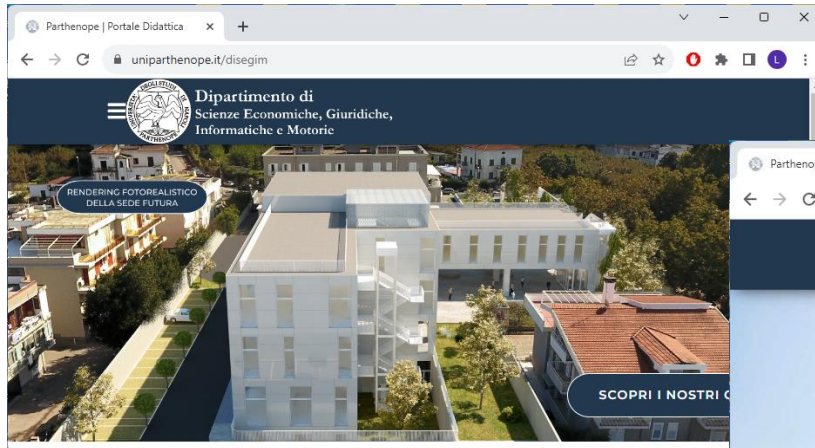 Parthenope | Portale Didattica
uniparthenope.it/disegim
L
Dipartimento di
Scienze Economiche, Giuridiche,
Informatiche e Motorie
RENDERING FOTOREALISTICO
DELLA SEDE FUTURA
SCOPRI I NOSTRI
Partheno